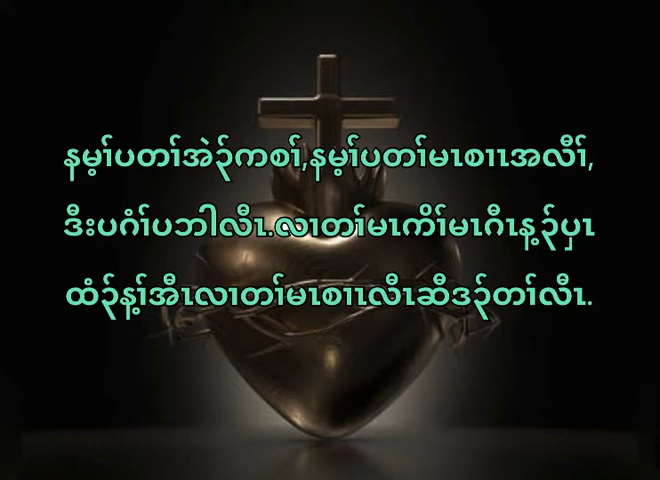 နမ့ၢ်ပတၢ်အဲၣ်ကစၢ်,နမ့ၢ်ပတၢ်မၤစၢၤအလီၢ်,
ဒီးပဂံၢ်ပဘါလီၤ.လၢတၢ်မၤကိၢ်မၤဂီၤန့ၣ်ပှၤ
ထံၣ်န့ၢ်အီၤလၢတၢ်မၤစၢၤလီၤဆီဒၣ်တၢ်လီၤ.